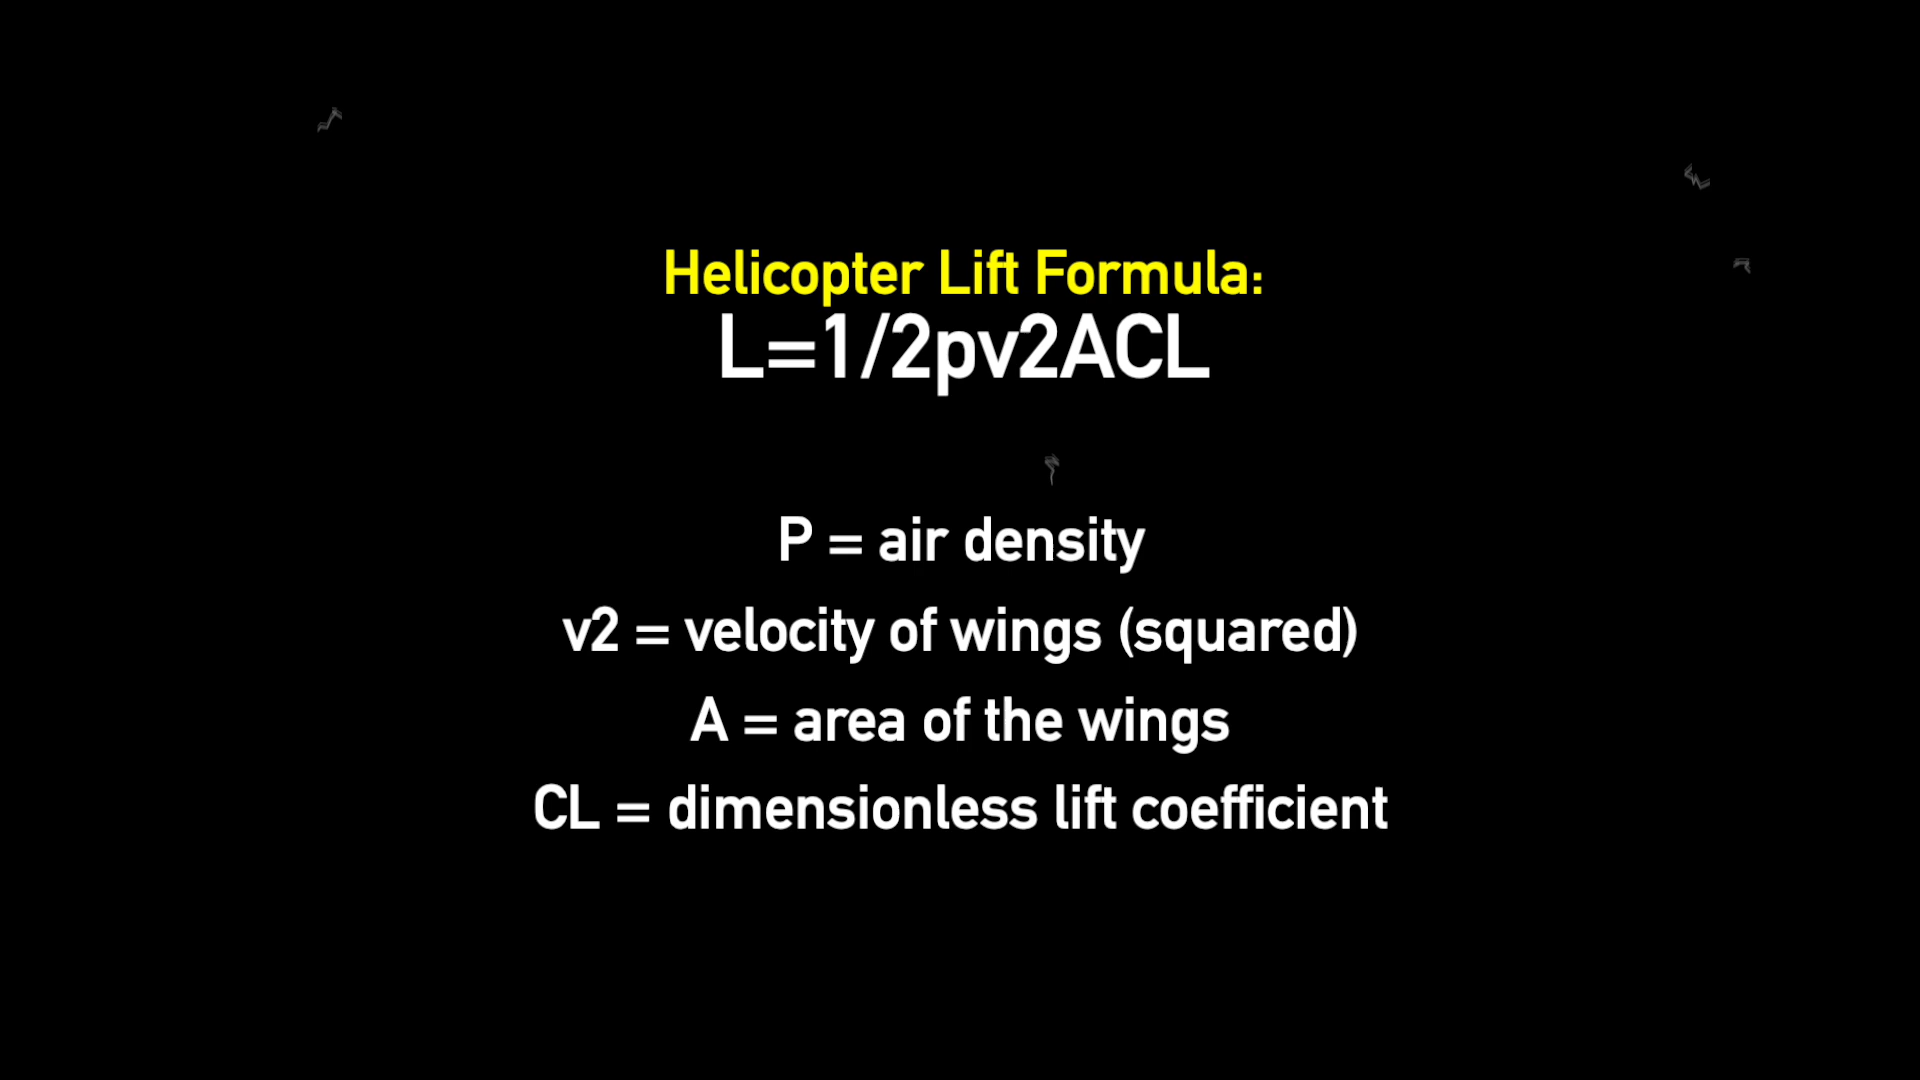 Helicopter Lift Formula:
L=1/2pv2ACL
P = air density
v2 = velocity of wings (squared)
A = area of the wings
CL = dimensionless lift coefficient